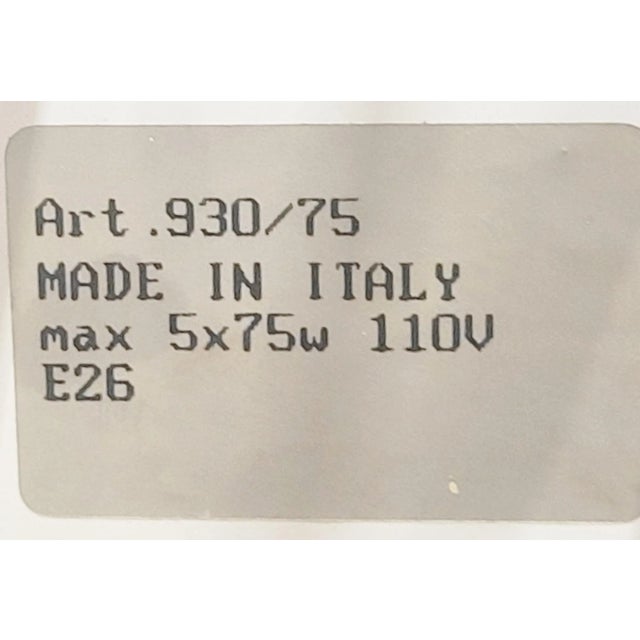 Art.930/75
MADE IN ITALY
max 5x75w 110V
E26